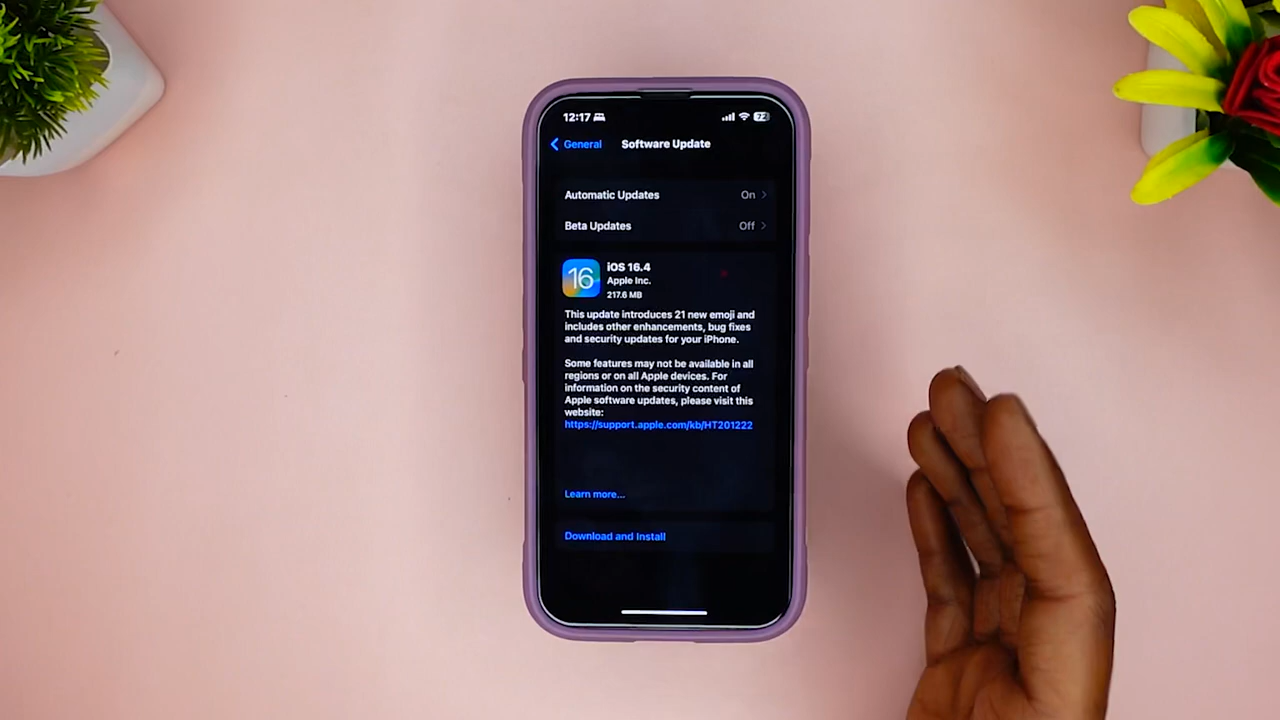 12:17
72
General
Software Update
Automatic Updates On
Beta Updates Off
16
iOS 16.4
Apple Inc.
217.6 MB
This update introduces 21 new emoji and
includes other enhancements, bug fixes
and security updates for your iPhone.
Some features may not be available in all
regions or on all Apple devices. For
information on the security content of
Apple software updates, please visit this
website:
https://support.apple.com/kb/HT201222
Learn more...
Download and Install